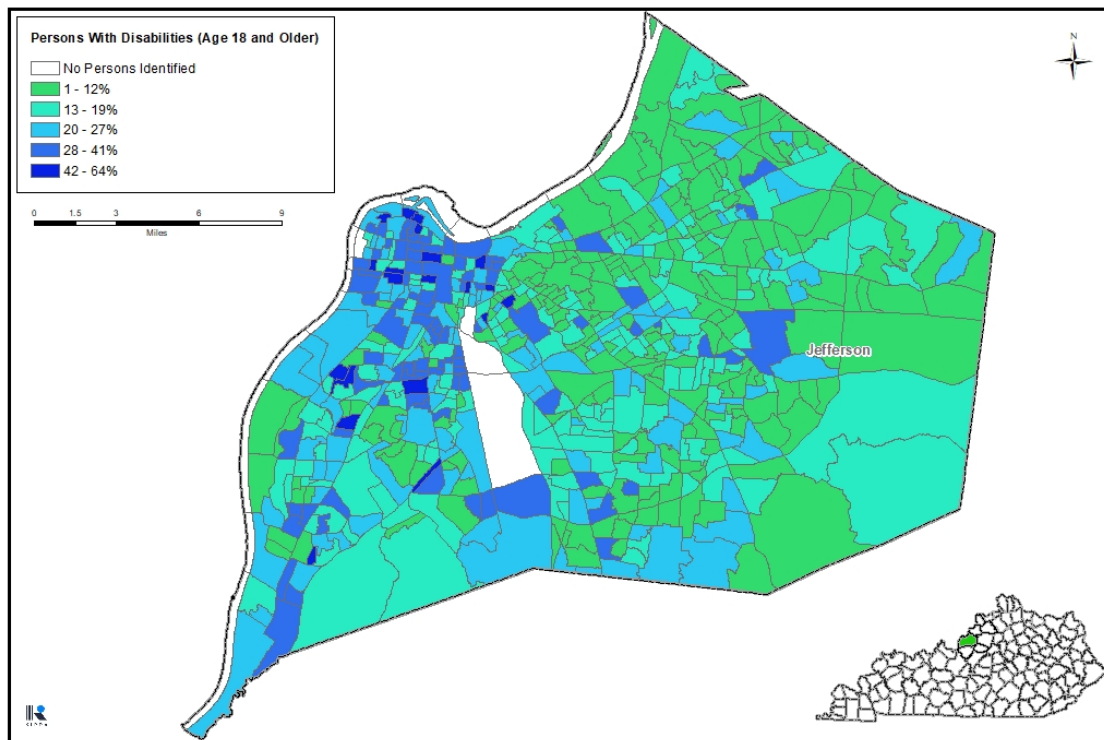 Persons With Disabilities (Age 18 and Older)
No Persons Identified
1 - 12%
13 - 19%
20 - 27%
28 - 41%
42 - 64%
0 1.5 3 6 9
Miles
N
Jefferson